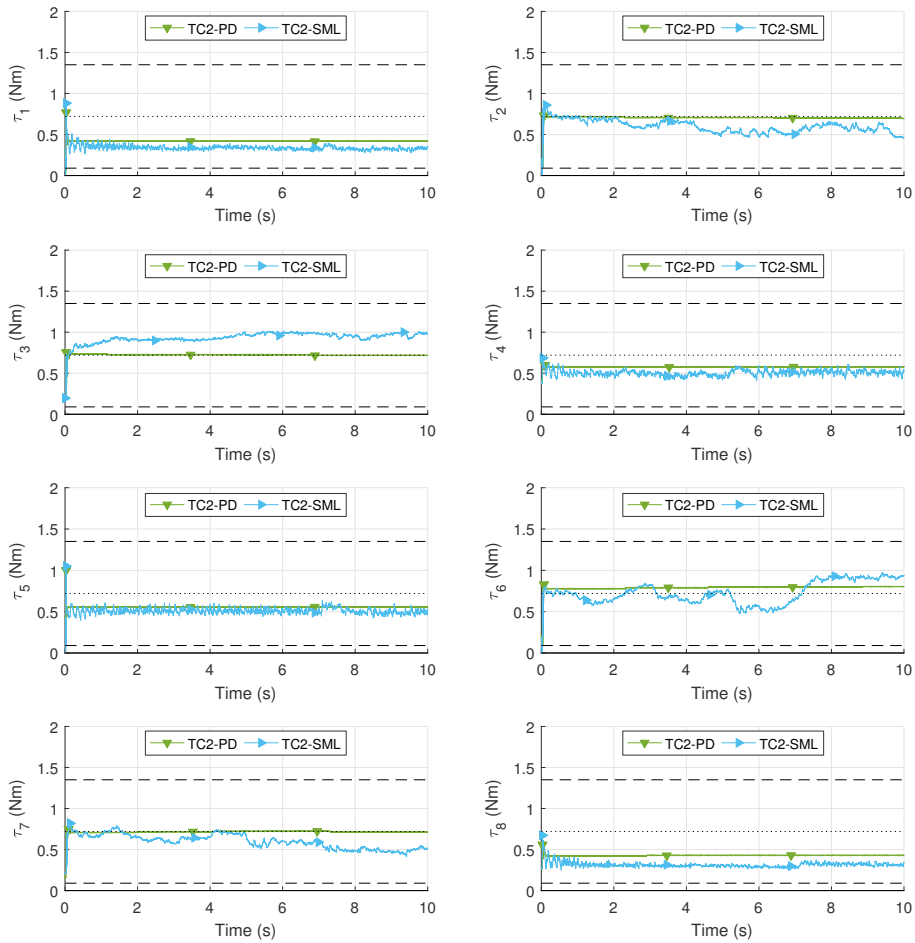 2
1.5
1
0.5
0
τ1 (Nm)
TC2-PD TC2-SML
0 2 4 6 8 10
Time (s)
2
1.5
1
0.5
0
τ2 (Nm)
TC2-PD TC2-SML
0 2 4 6 8 10
Time (s)
2
1.5
1
0.5
0
τ3 (Nm)
TC2-PD TC2-SML
0 2 4 6 8 10
Time (s)
2
1.5
1
0.5
0
τ4 (Nm)
TC2-PD TC2-SML
0 2 4 6 8 10
Time (s)
2
1.5
1
0.5
0
τ5 (Nm)
TC2-PD TC2-SML
0 2 4 6 8 10
Time (s)
2
1.5
1
0.5
0
τ6 (Nm)
TC2-PD TC2-SML
0 2 4 6 8 10
Time (s)
2
1.5
1
0.5
0
τ7 (Nm)
TC2-PD TC2-SML
0 2 4 6 8 10
Time (s)
2
1.5
1
0.5
0
τ8 (Nm)
TC2-PD TC2-SML
0 2 4 6 8 10
Time (s)